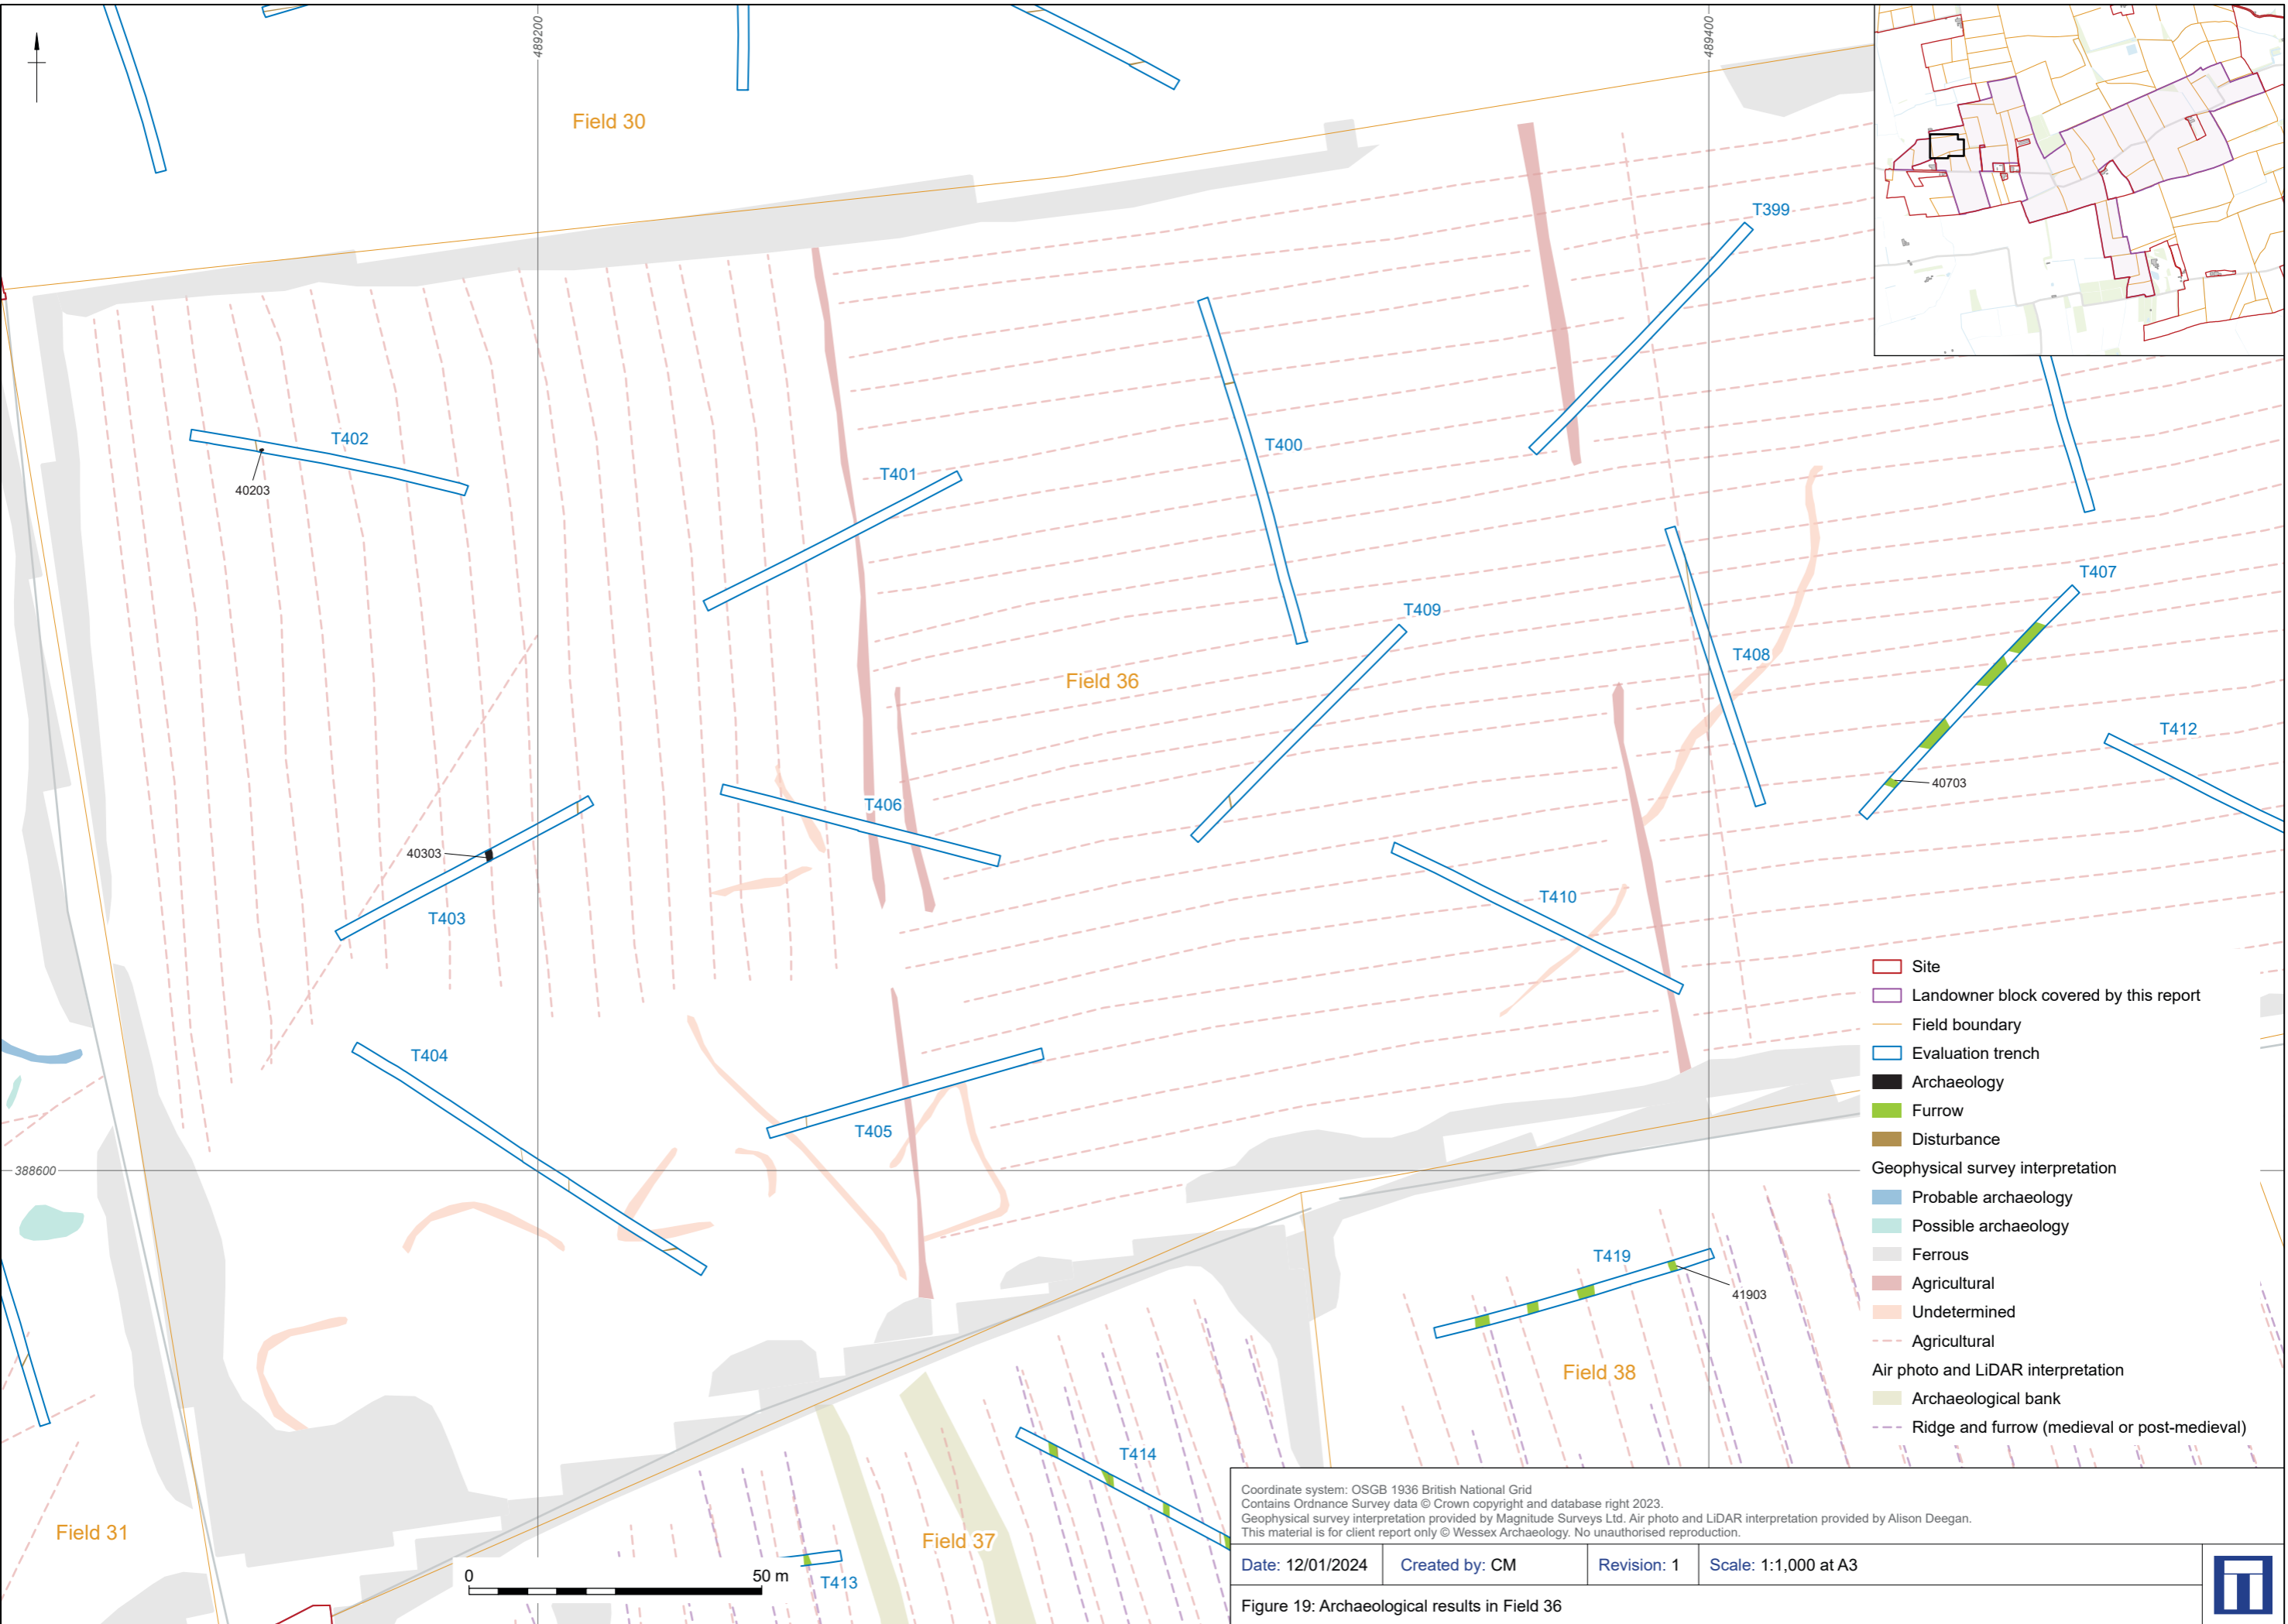 489200
489400
Field 30
T399
T402
T401
T400
40203
T409
T407
T408
Field 36
T412
T406
40703
40303
T403
T410
T404
T405
388600
T419
41903
Field 38
T414
Field 31
Field 37
T413
0 50 m
Site
Landowner block covered by this report
Field boundary
Evaluation trench
Archaeology
Furrow
Disturbance
Geophysical survey interpretation
Probable archaeology
Possible archaeology
Ferrous
Agricultural
Undetermined
Agricultural
Air photo and LiDAR interpretation
Archaeological bank
Ridge and furrow (medieval or post-medieval)
Coordinate system: OSGB 1936 British National Grid
Contains Ordnance Survey data © Crown copyright and database right 2023.
Geophysical survey interpretation provided by Magnitude Surveys Ltd. Air photo and LiDAR interpretation provided by Alison Deegan.
This material is for client report only © Wessex Archaeology. No unauthorised reproduction.
Date: 12/01/2024 Created by: CM Revision: 1 Scale: 1:1,000 at A3
Figure 19: Archaeological results in Field 36